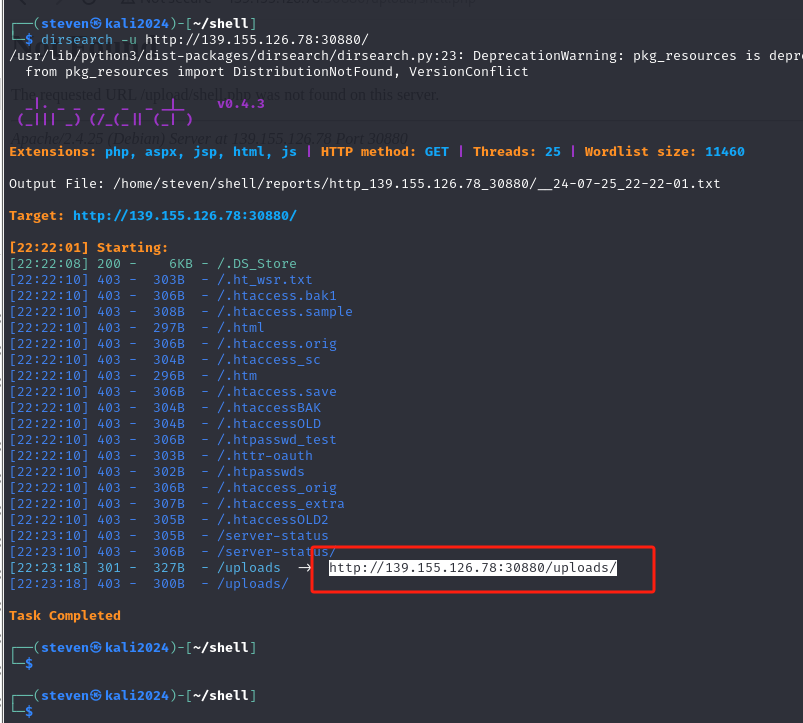 ┌──(steven㉿kali2024)-[~/shell]
└─$ dirsearch -u http://139.155.126.78:30880/
/usr/lib/python3/dist-packages/dirsearch/dirsearch.py:23: DeprecationWarning: pkg_resources is depre
from pkg_resources import DistributionNotFound, VersionConflict
The requested URL /upload/shell.php was not found on this server.
_|. _ _ _ _ _ _|_ v0.4.3
(_||| _) (/_(_|| (_| )
Apache/2.4.25 (Debian) Server at 139.155.126.78 Port 30880
Extensions: php, aspx, jsp, html, js | HTTP method: GET | Threads: 25 | Wordlist size: 11460
Output File: /home/steven/shell/reports/http_139.155.126.78_30880/__24-07-25_22-22-01.txt
Target: http://139.155.126.78:30880/
[22:22:01] Starting:
[22:22:08] 200 - 6KB - /.DS_Store
[22:22:10] 403 - 303B - /.ht_wsr.txt
[22:22:10] 403 - 306B - /.htaccess.bak1
[22:22:10] 403 - 308B - /.htaccess.sample
[22:22:10] 403 - 297B - /.html
[22:22:10] 403 - 306B - /.htaccess.orig
[22:22:10] 403 - 304B - /.htaccess_sc
[22:22:10] 403 - 296B - /.htm
[22:22:10] 403 - 306B - /.htaccess.save
[22:22:10] 403 - 304B - /.htaccessBAK
[22:22:10] 403 - 304B - /.htaccessOLD
[22:22:10] 403 - 306B - /.htpasswd_test
[22:22:10] 403 - 303B - /.httr-oauth
[22:22:10] 403 - 302B - /.htpasswds
[22:22:10] 403 - 306B - /.htaccess_orig
[22:22:10] 403 - 307B - /.htaccess_extra
[22:22:10] 403 - 305B - /.htaccessOLD2
[22:23:10] 403 - 305B - /server-status
[22:23:10] 403 - 306B - /server-status/
[22:23:18] 301 - 327B - /uploads → http://139.155.126.78:30880/uploads/
[22:23:18] 403 - 300B - /uploads/
Task Completed
┌──(steven㉿kali2024)-[~/shell]
└─$
┌──(steven㉿kali2024)-[~/shell]
└─$